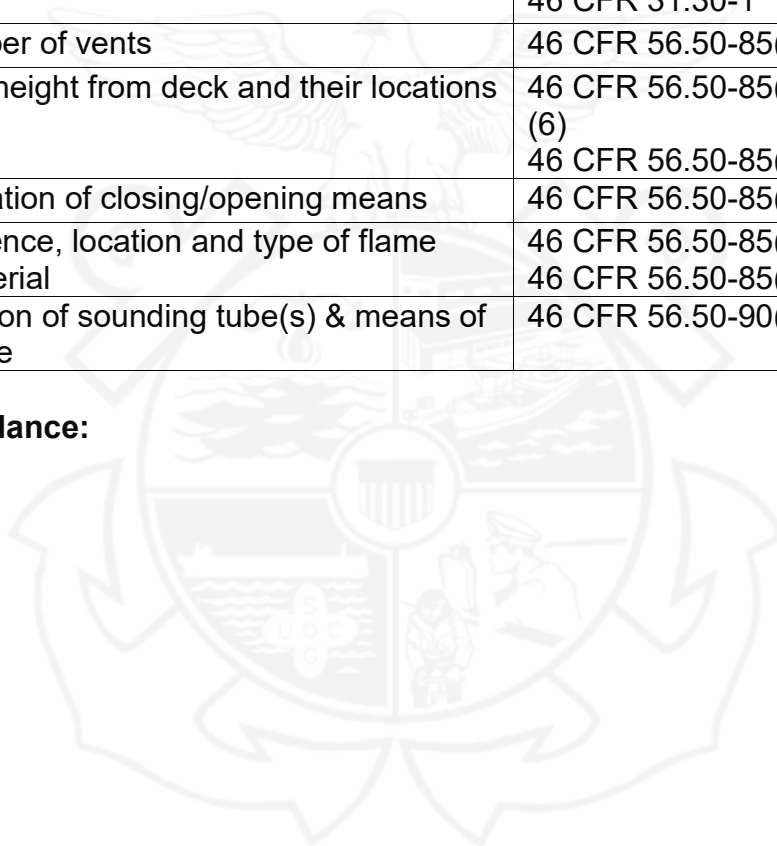 46 CFR 31.30-1
er of vents 46 CFR 56.50-85(
height from deck and their locations 46 CFR 56.50-85(
(6)
46 CFR 56.50-85(
ation of closing/opening means 46 CFR 56.50-85(
ence, location and type of flame 46 CFR 56.50-85(
erial 46 CFR 56.50-85(
on of sounding tube(s) & means of 46 CFR 56.50-90(
e
lance:
S
U O C
G